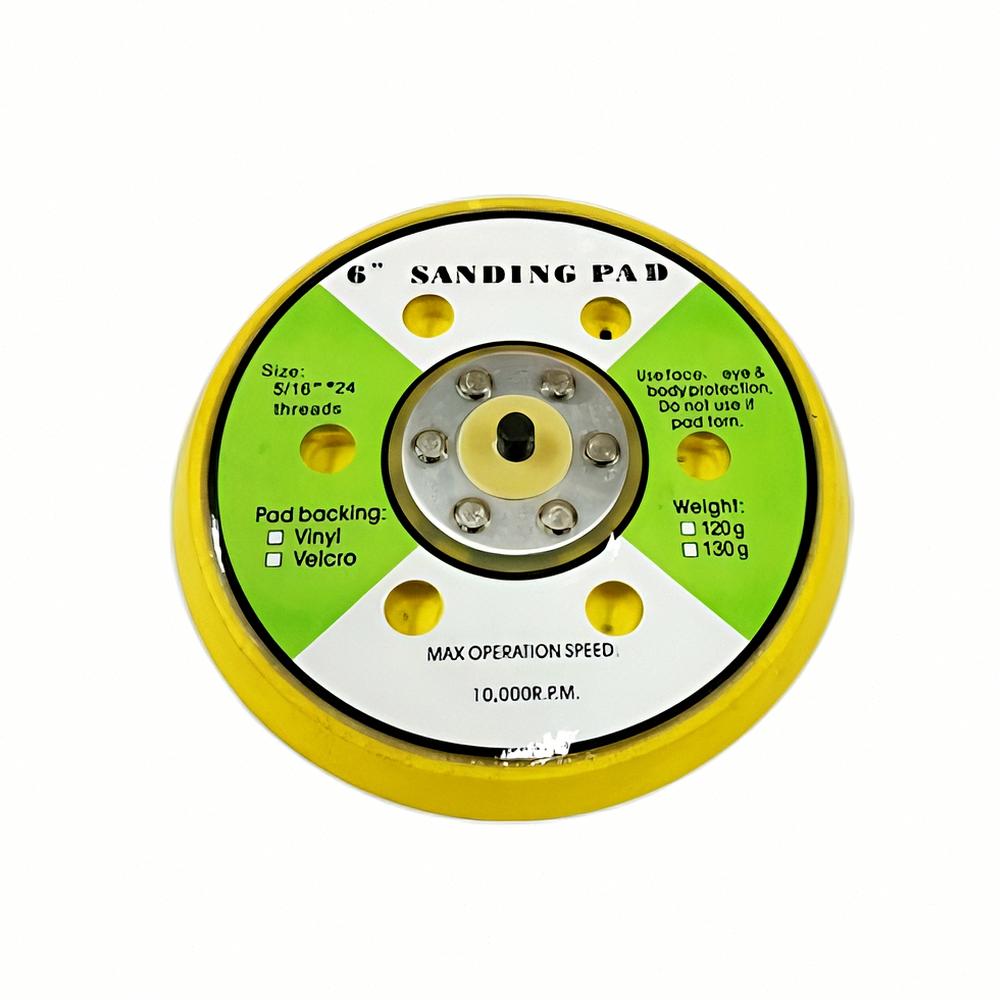 6" SANDING PAD
Size:
5/16"*24
threads
Use face, eye &
body protection.
Do not use if
pad torn.
Pad backing:
Vinyl
Velcro
Weight:
120g
130g
MAX OPERATION SPEED
10,000R.P.M.